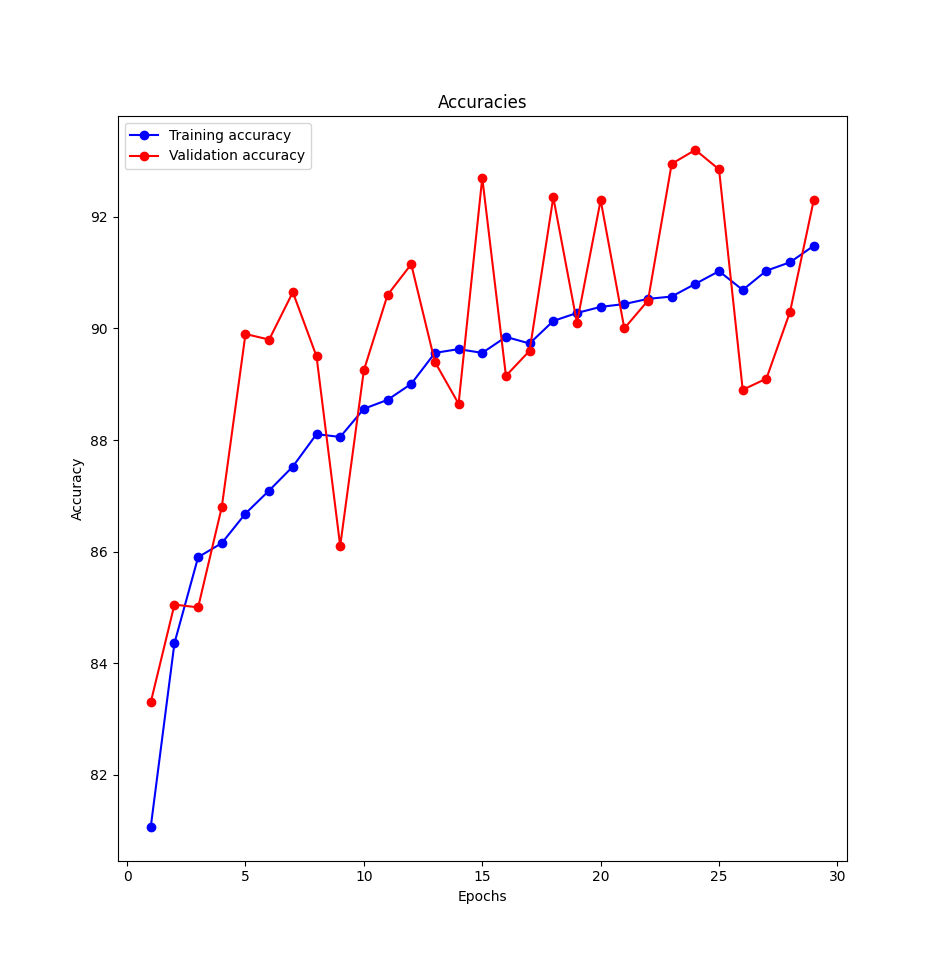 Accuracies
Training accuracy
Validation accuracy
92
90
88
86
84
82
Accuracy
0 5 10 15 20 25 30
Epochs